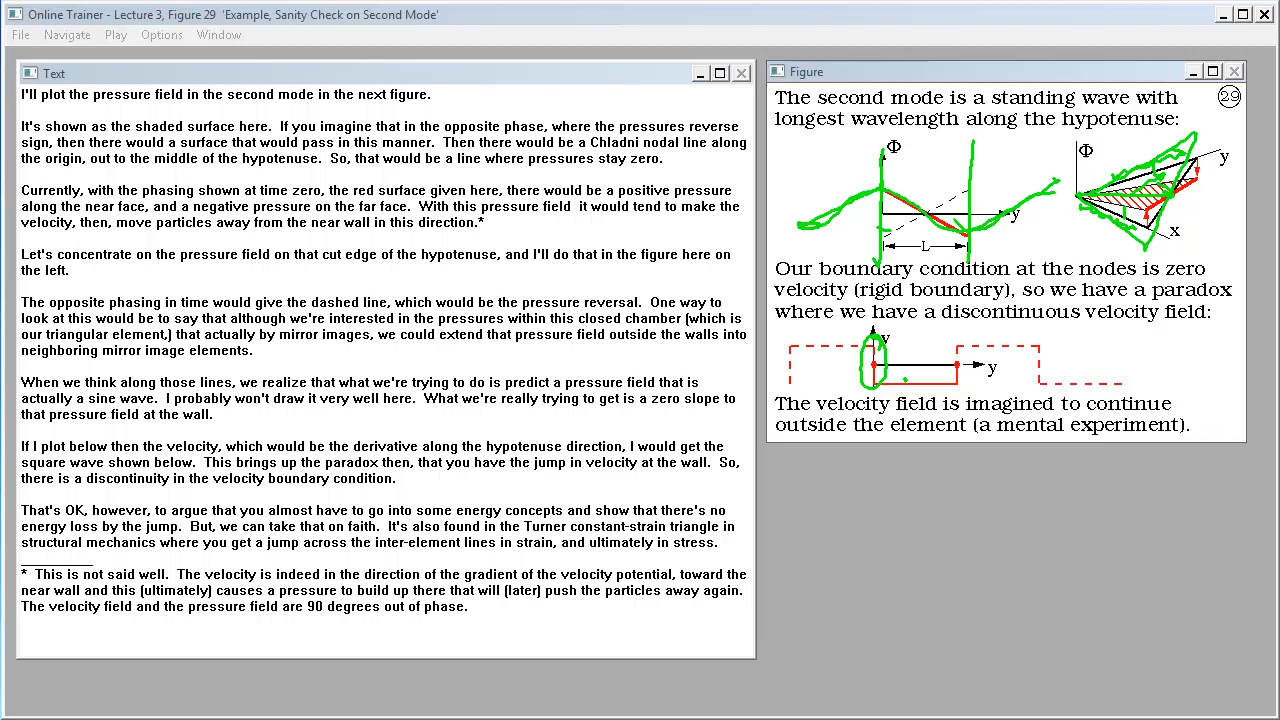 Online Trainer - Lecture 3, Figure 29 'Example, Sanity Check on Second Mode'
File Navigate Play Options Window
Text
I'll plot the pressure field in the second mode in the next figure.
It's shown as the shaded surface here. If you imagine that in the opposite phase, where the pressures reverse
sign, then there would a surface that would pass in this manner. Then there would be a Chladni nodal line along
the origin, out to the middle of the hypotenuse. So, that would be a line where pressures stay zero.
Currently, with the phasing shown at time zero, the red surface given here, there would be a positive pressure
along the near face, and a negative pressure on the far face. With a pressure field it would tend to make the
velocity, then, move particles away from the near wall in this direction.*
Let's concentrate on the pressure field on that cut edge of the hypotenuse, and I'll do that in the figure here on
the left.
The opposite phasing in time would give the dashed line, which would be the pressure reversal. One way to
look at this would be to say that although we're interested in the pressures within this closed chamber (which is
our triangular element,) that actually by mirror images, we could extend that pressure field outside the walls into
neighboring mirror image elements.
When we think along those lines, we realize that what we're trying to do is predict a pressure field that is
actually a sine wave. I probably won't draw it very well here. What we're really trying to get is a zero slope to
that pressure field at the wall.
If I plot below then the velocity, which would be the derivative along the hypotenuse direction, I would get the
square wave shown below. This brings up the paradox then, that you have the jump in velocity at the wall. So,
there is a discontinuity in the velocity boundary condition.
That's OK, however, to argue that you almost have to go into some energy concepts and show that there's no
energy loss by the jump. But, we can take that on faith. It's also found in the Turner constant-strain triangle in
structural mechanics where you get a jump across the inter-element lines in strain, and ultimately in stress.
* This is not said well. The velocity is indeed in the direction of the gradient of the velocity potential, toward the
near wall and this (ultimately) causes a pressure to build up there that will (later) push the particles away again.
The velocity field and the pressure field are 90 degrees out of phase.
Figure
The second mode is a standing wave with
29
longest wavelength along the hypotenuse:
Φ
y
L
Φ
y
x
Our boundary condition at the nodes is zero
velocity (rigid boundary), so we have a paradox
where we have a discontinuous velocity field:
v
y
The velocity field is imagined to continue
outside the element (a mental experiment).